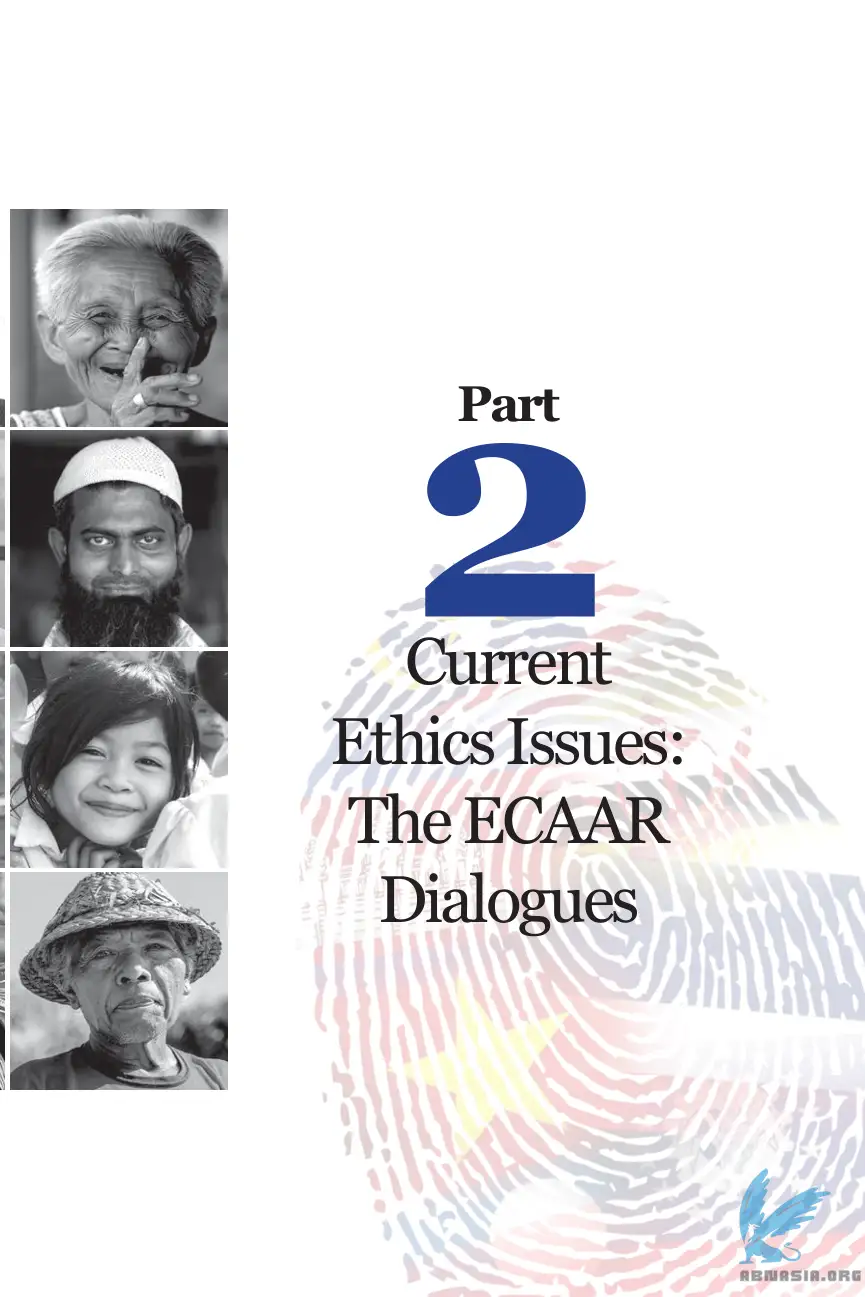 Part
2
Current
Ethics Issues:
The ECAAR
Dialogues
ABNASIA.ORG